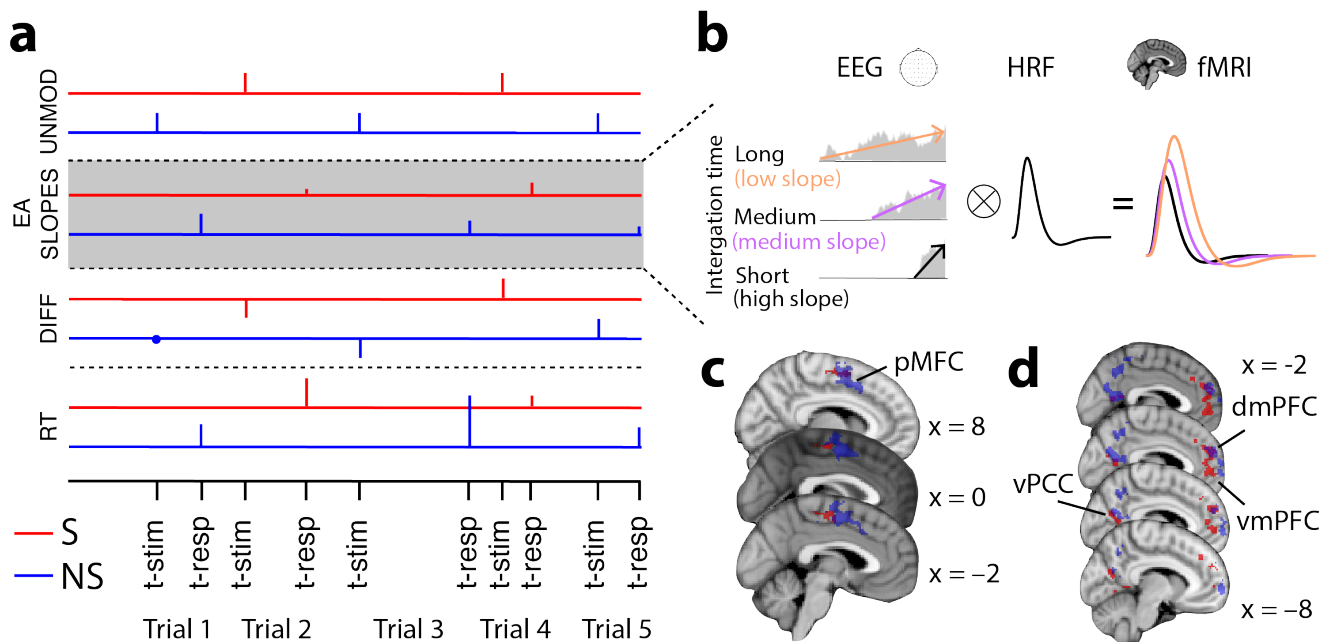 a
UNMOD
EA
SLOPES
DIFF
RT
S
NS
t-stim
t-resp
t-stim
t-resp
t-stim
t-resp
t-stim
t-resp
t-stim
t-resp
Trial 1
Trial 2
Trial 3
Trial 4
Trial 5
b
EEG
HRF
fMRI
Intergation time
Long
(low slope)
Medium
(medium slope)
Short
(high slope)
=
c
pMFC
x = 8
x = 0
x = –2
d
x = -2
dmPFC
vPCC
vmPFC
x = –8